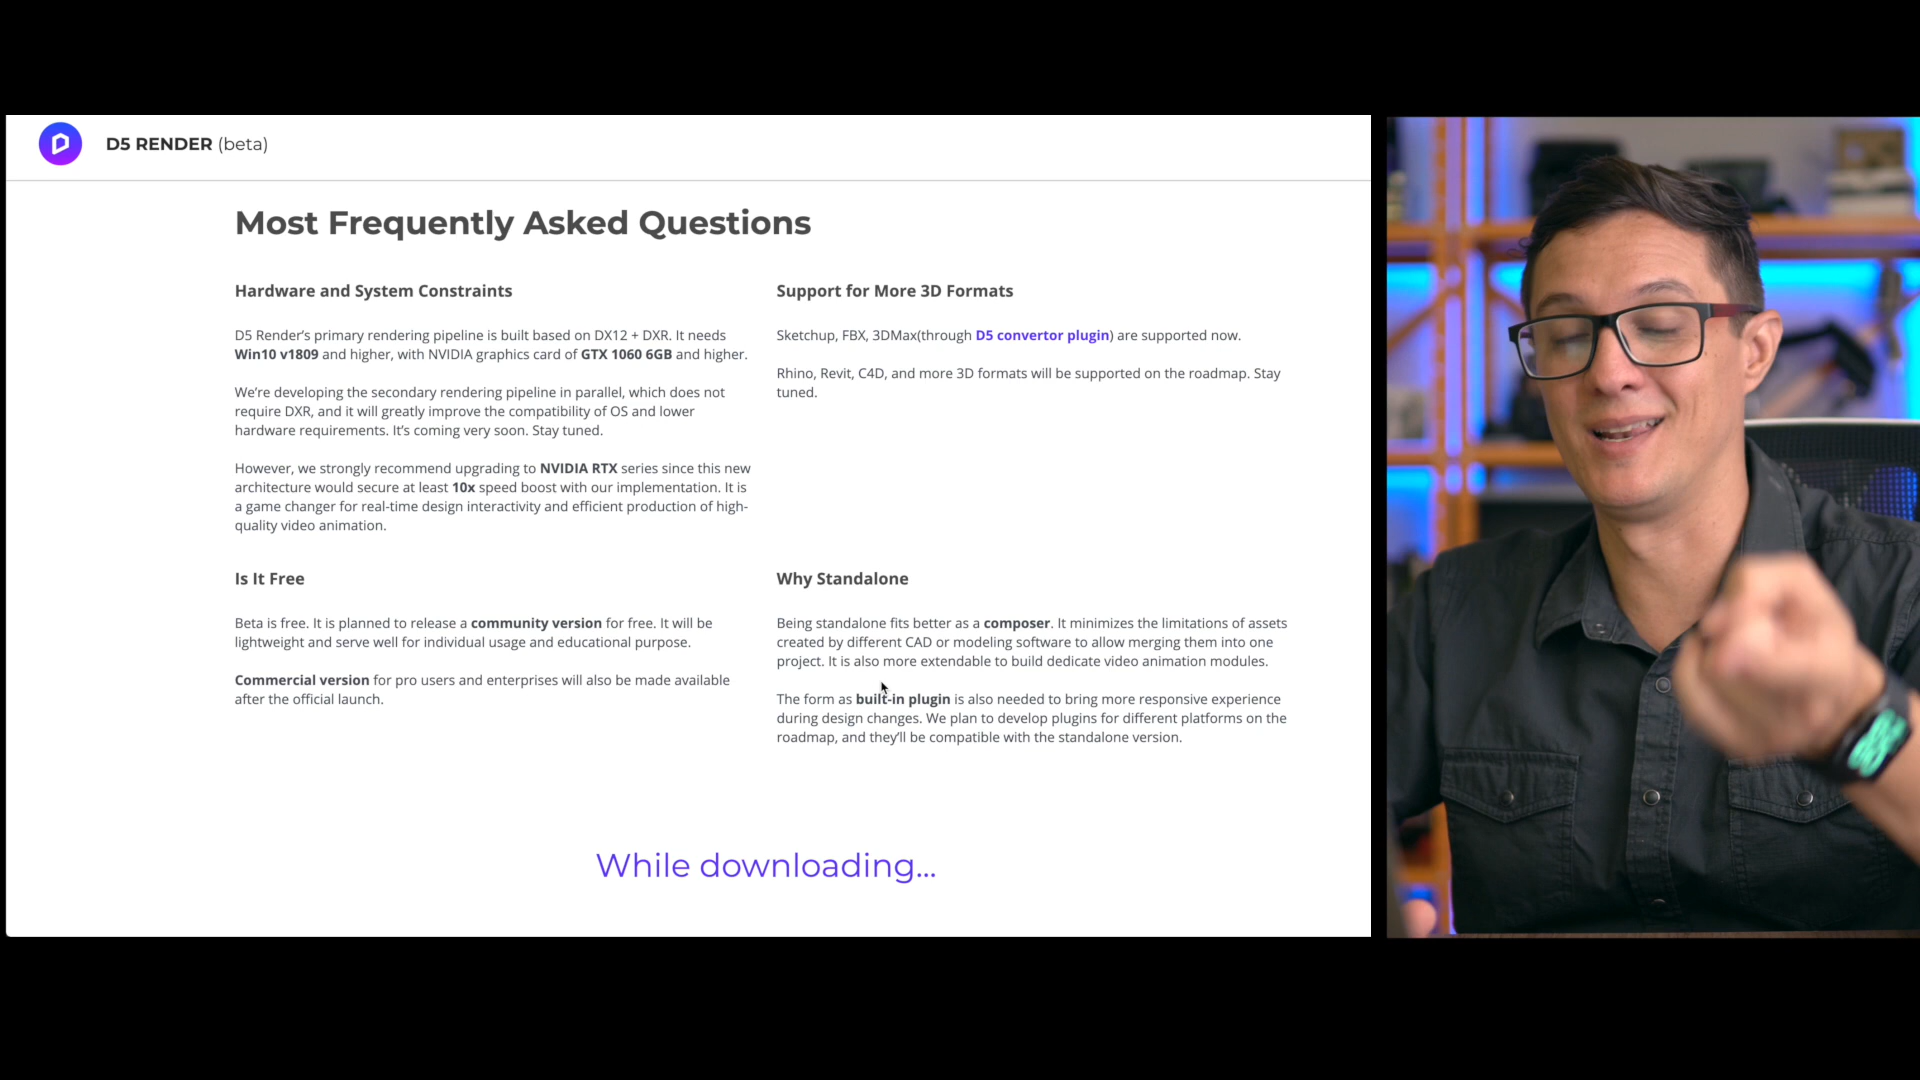 D5 RENDER (beta)
Most Frequently Asked Questions
Hardware and System Constraints
D5 Render's primary rendering pipeline is built based on DX12 + DXR. It needs
Win10 v1809 and higher, with NVIDIA graphics card of GTX 1060 6GB and higher.
We're developing the secondary rendering pipeline in parallel, which does not
require DXR, and it will greatly improve the compatibility of OS and lower
hardware requirements. It's coming very soon. Stay tuned.
However, we strongly recommend upgrading to NVIDIA RTX series since this new
architecture would secure at least 10x speed boost with our implementation. It is
a game changer for real-time design interactivity and efficient production of high-
quality video animation.
Support for More 3D Formats
Sketchup, FBX, 3DMax(through D5 convertor plugin) are supported now.
Rhino, Revit, C4D, and more 3D formats will be supported on the roadmap. Stay
tuned.
Is It Free
Beta is free. It is planned to release a community version for free. It will be
lightweight and serve well for individual usage and educational purpose.
Commercial version for pro users and enterprises will also be made available
after the official launch.
Why Standalone
Being standalone fits better as a composer. It minimizes the limitations of assets
created by different CAD or modeling software to allow merging them into one
project. It is also more extendable to build dedicate video animation modules.
The form as built-in plugin is also needed to bring more responsive experience
during design changes. We plan to develop plugins for different platforms on the
roadmap, and they'll be compatible with the standalone version.
While downloading...